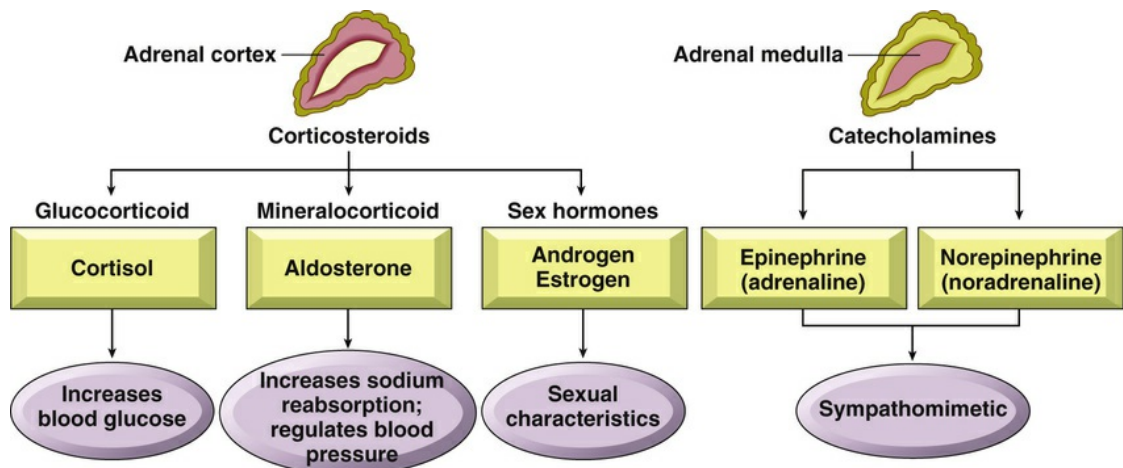 Adrenal cortex
Corticosteroids
Glucocorticoid
Cortisol
Increases
blood glucose
Mineralocorticoid
Aldosterone
Increases sodium
reabsorption;
regulates blood
pressure
Sex hormones
Androgen
Estrogen
Sexual
characteristics
Adrenal medulla
Catecholamines
Epinephrine
(adrenaline)
Norepinephrine
(noradrenaline)
Sympathomimetic